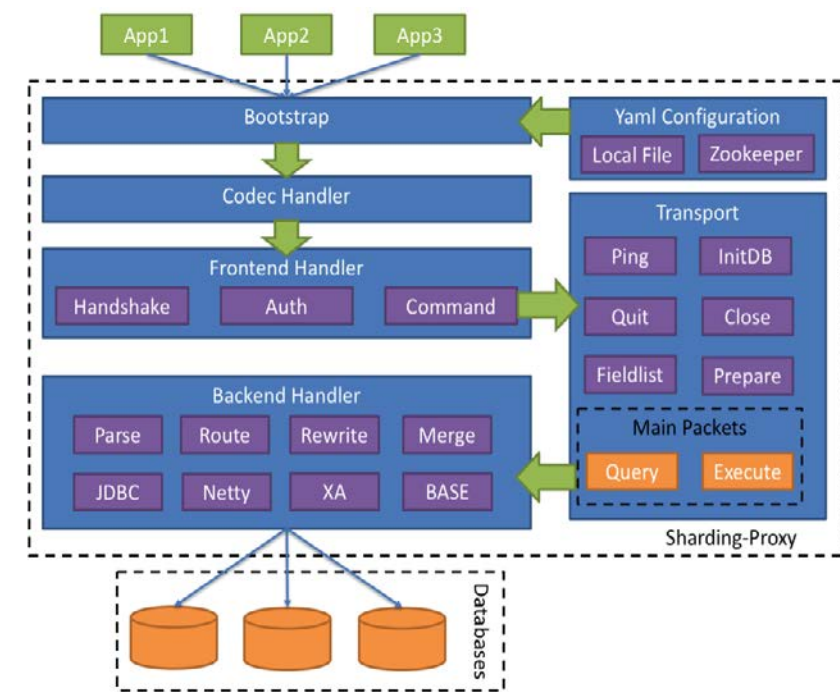 App1
App2
App3
Bootstrap
Yaml Configuration
Local File
Zookeeper
Codec Handler
Transport
Ping
InitDB
Quit
Close
Fieldlist
Prepare
Frontend Handler
Handshake
Auth
Command
Main Packets
Query
Execute
Backend Handler
Parse
Route
Rewrite
Merge
JDBC
Netty
XA
BASE
Sharding-Proxy
Databases